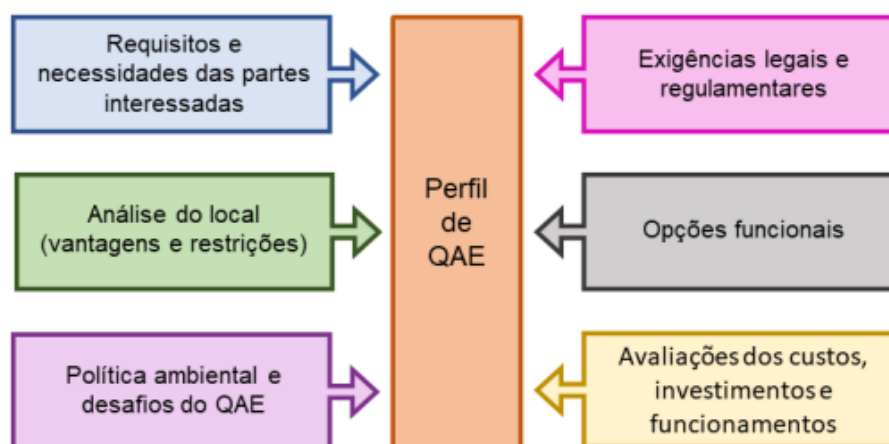 Requisitos e
necessidades das partes
interessadas
Análise do local
(vantagens e restrições)
Política ambiental e
desafios do QAE
Perfil
de
QAE
Exigências legais e
regulamentares
Opções funcionais
Avaliações dos custos,
investimentos e
funcionamentos